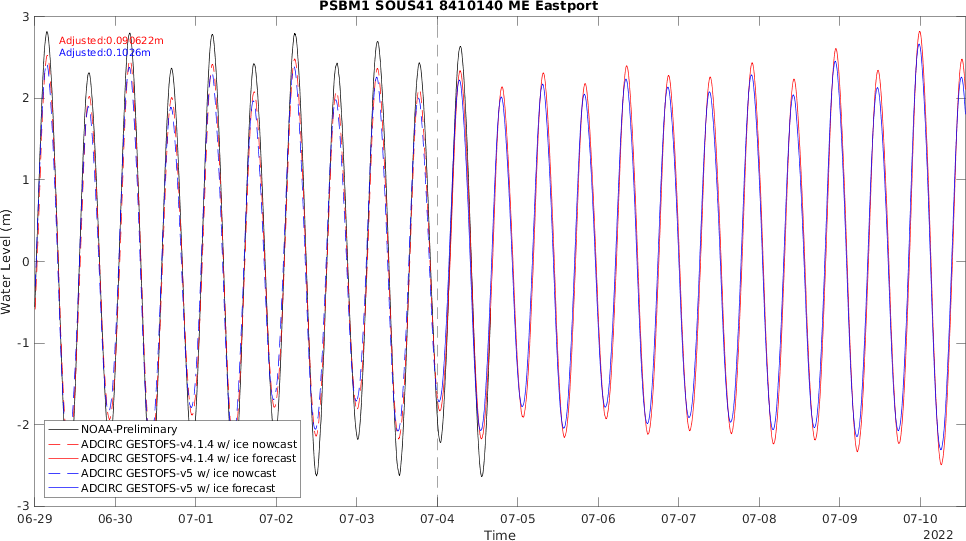 PSBM1 SOUS41 8410140 ME Eastport
Adjusted:0.090622m
Adjusted:0.1026m
Water Level (m)
3
2
1
0
-1
-2
-3
NOAA-Preliminary
ADCIRC GESTOFS-v4.1.4 w/ ice nowcast
ADCIRC GESTOFS-v4.1.4 w/ ice forecast
ADCIRC GESTOFS-v5 w/ ice nowcast
ADCIRC GESTOFS-v5 w/ ice forecast
06-29 06-30 07-01 07-02 07-03 07-04 07-05 07-06 07-07 07-08 07-09 07-10
Time
2022